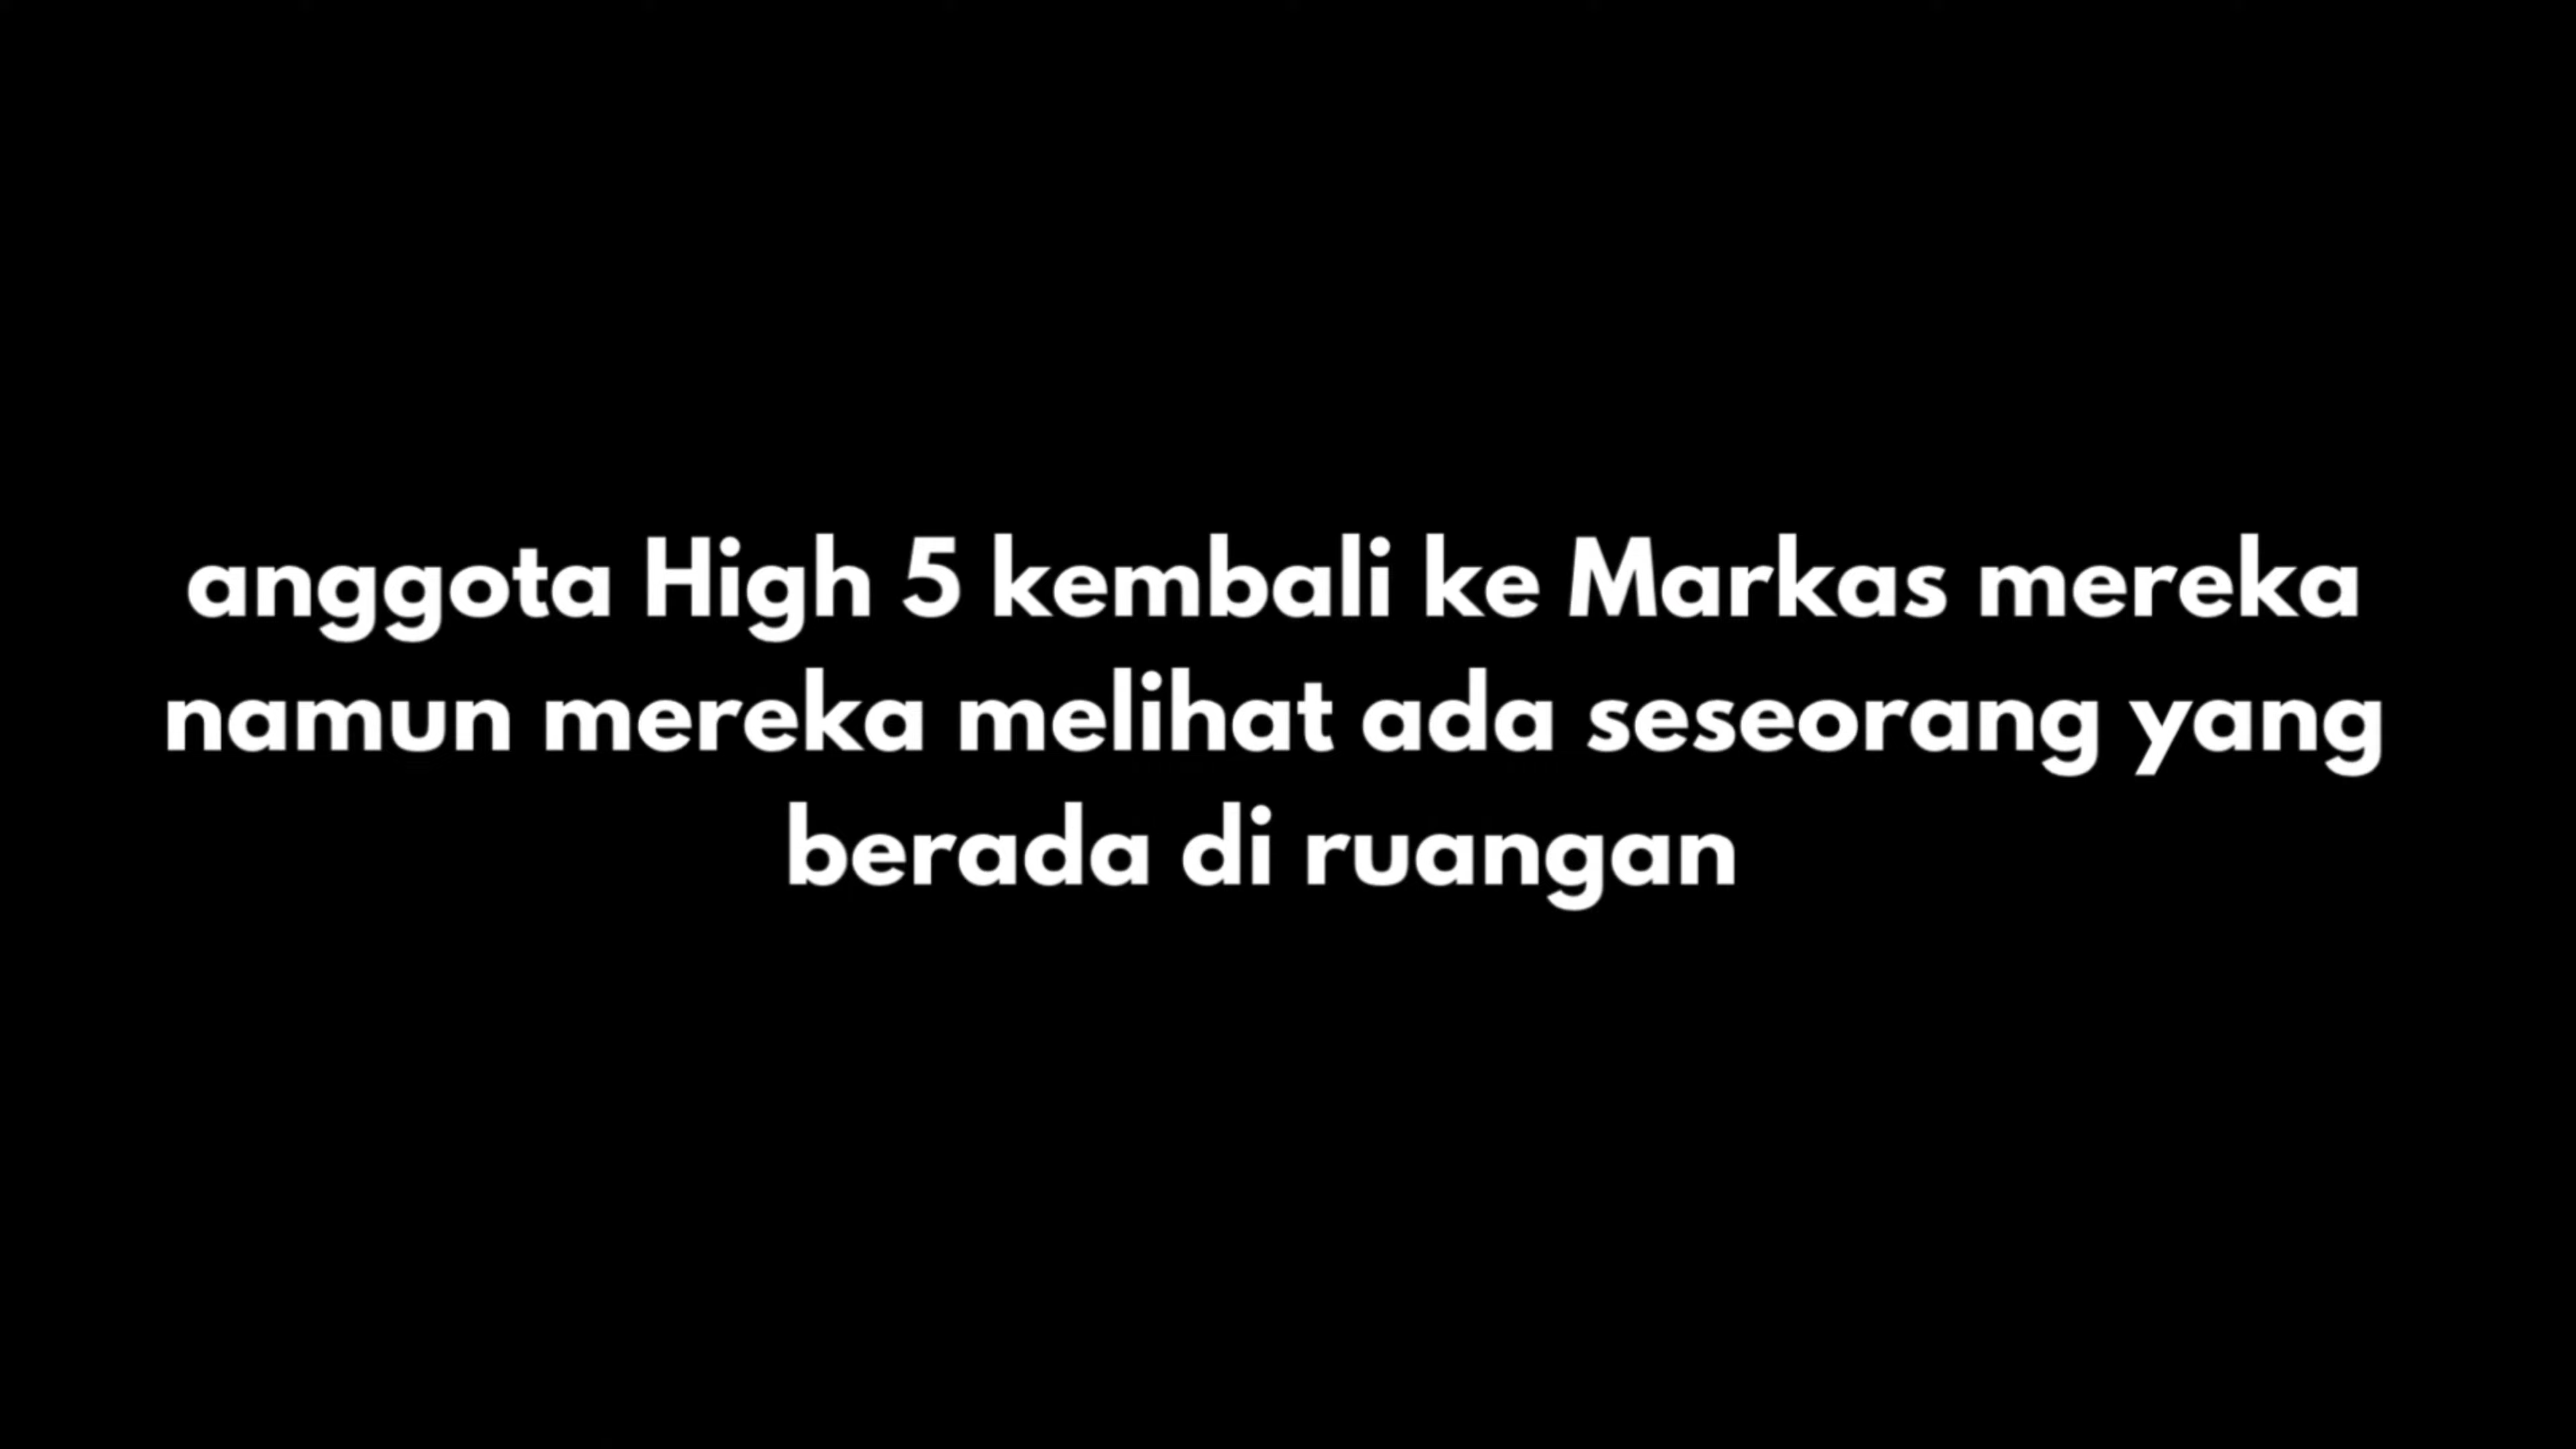 anggota High 5 kembali ke Markas mereka
namun mereka melihat ada seseorang yang
berada di ruangan